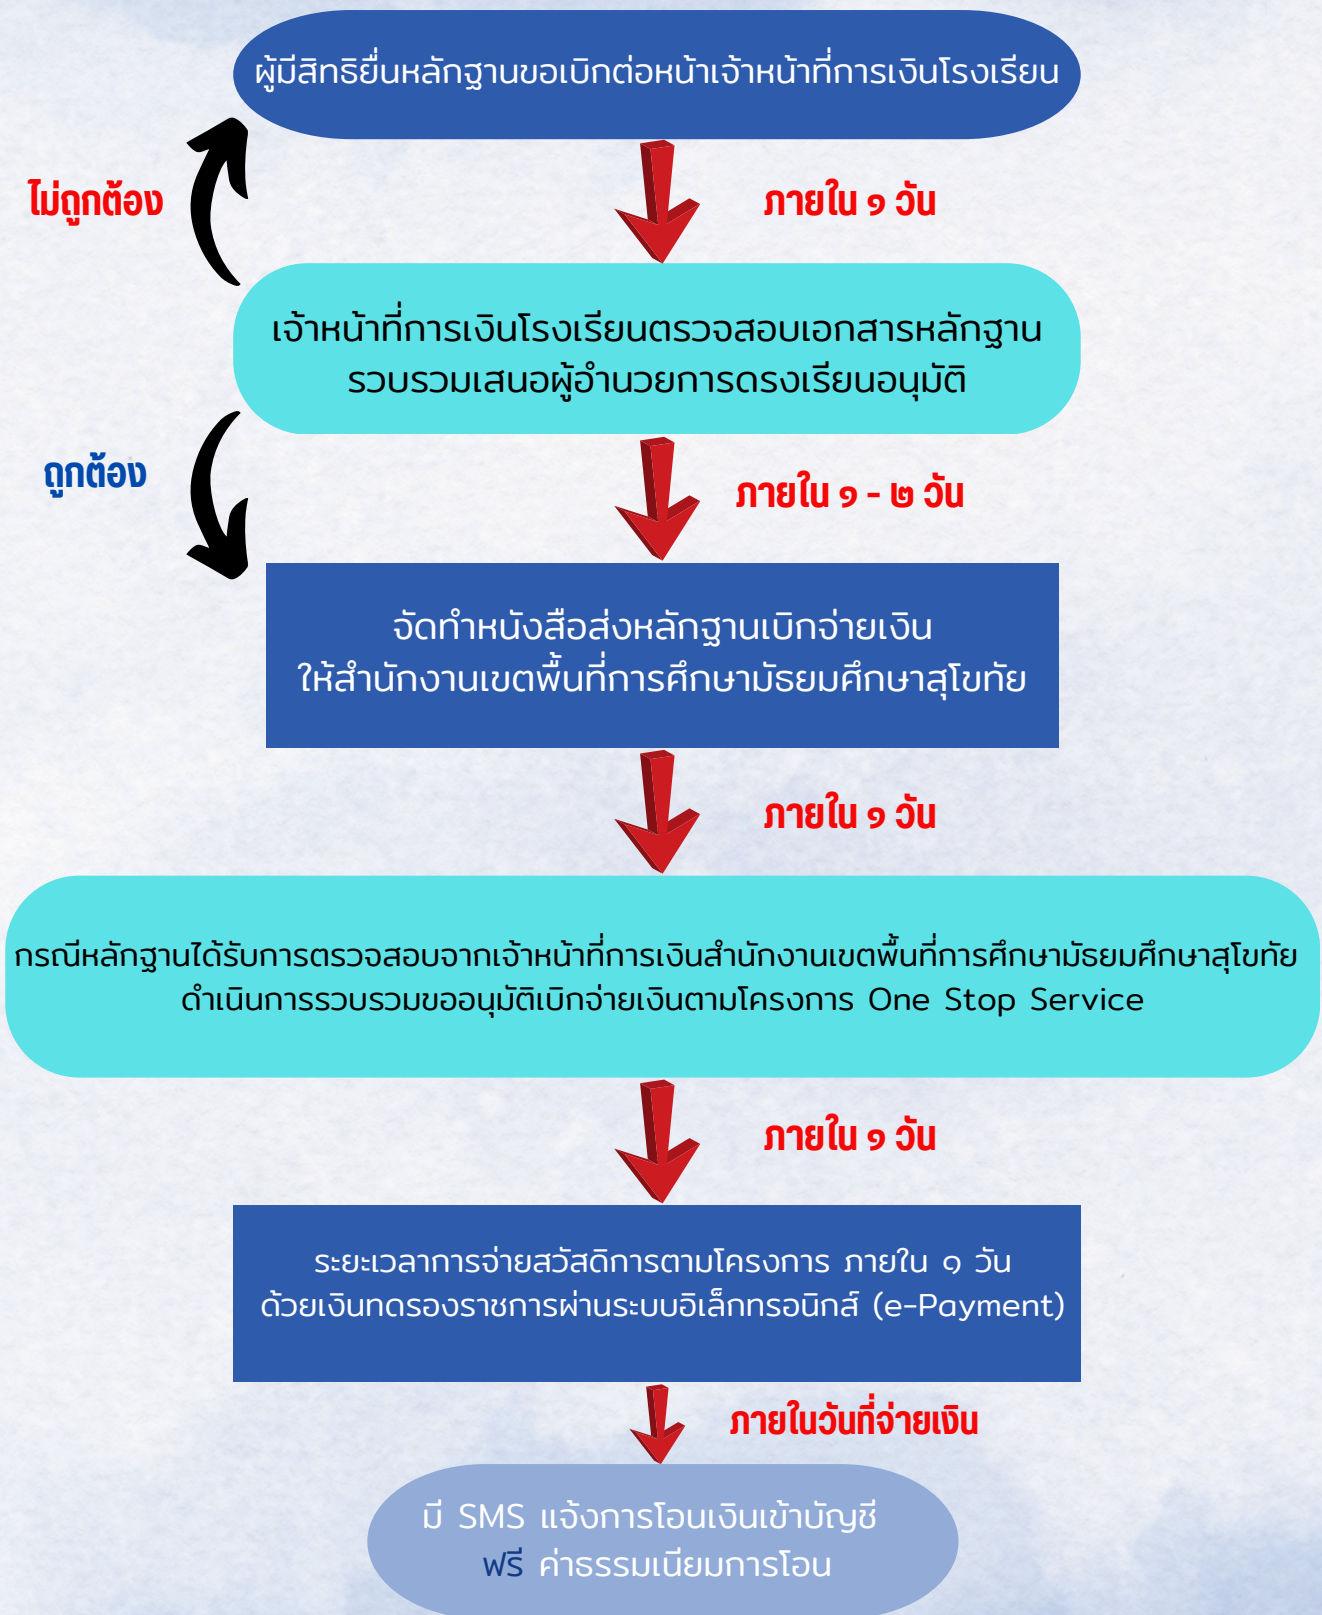 ผู้มีสิทธิยื่นหลักฐานขอเบิกต่อหน้าเจ้าหน้าที่การเงินโรงเรียน
ไม่ถูกต้อง
ภายใน ๑ วัน
เจ้าหน้าที่การเงินโรงเรียนตรวจสอบเอกสารหลักฐาน
รวบรวมเสนอผู้อำนวยการดรงเรียนอนุมัติ
ถูกต้อง
ภายใน ๑ - ๒ วัน
จัดทำหนังสือส่งหลักฐานเบิกจ่ายเงิน
ให้สำนักงานเขตพื้นที่การศึกษามัธยมศึกษาสุโขทัย
ภายใน ๑ วัน
กรณีหลักฐานได้รับการตรวจสอบจากเจ้าหน้าที่การเงินสำนักงานเขตพื้นที่การศึกษามัธยมศึกษาสุโขทัย
ดำเนินการรวบรวมขออนุมัติเบิกจ่ายเงินตามโครงการ One Stop Service
ภายใน ๑ วัน
ระยะเวลาการจ่ายสวัสดิการตามโครงการ ภายใน ๑ วัน
ด้วยเงินทดรองราชการผ่านระบบอิเล็กทรอนิกส์ (e-Payment)
ภายในวันที่จ่ายเงิน
มี SMS แจ้งการโอนเงินเข้าบัญชี
ฟรี ค่าธรรมเนียมการโอน